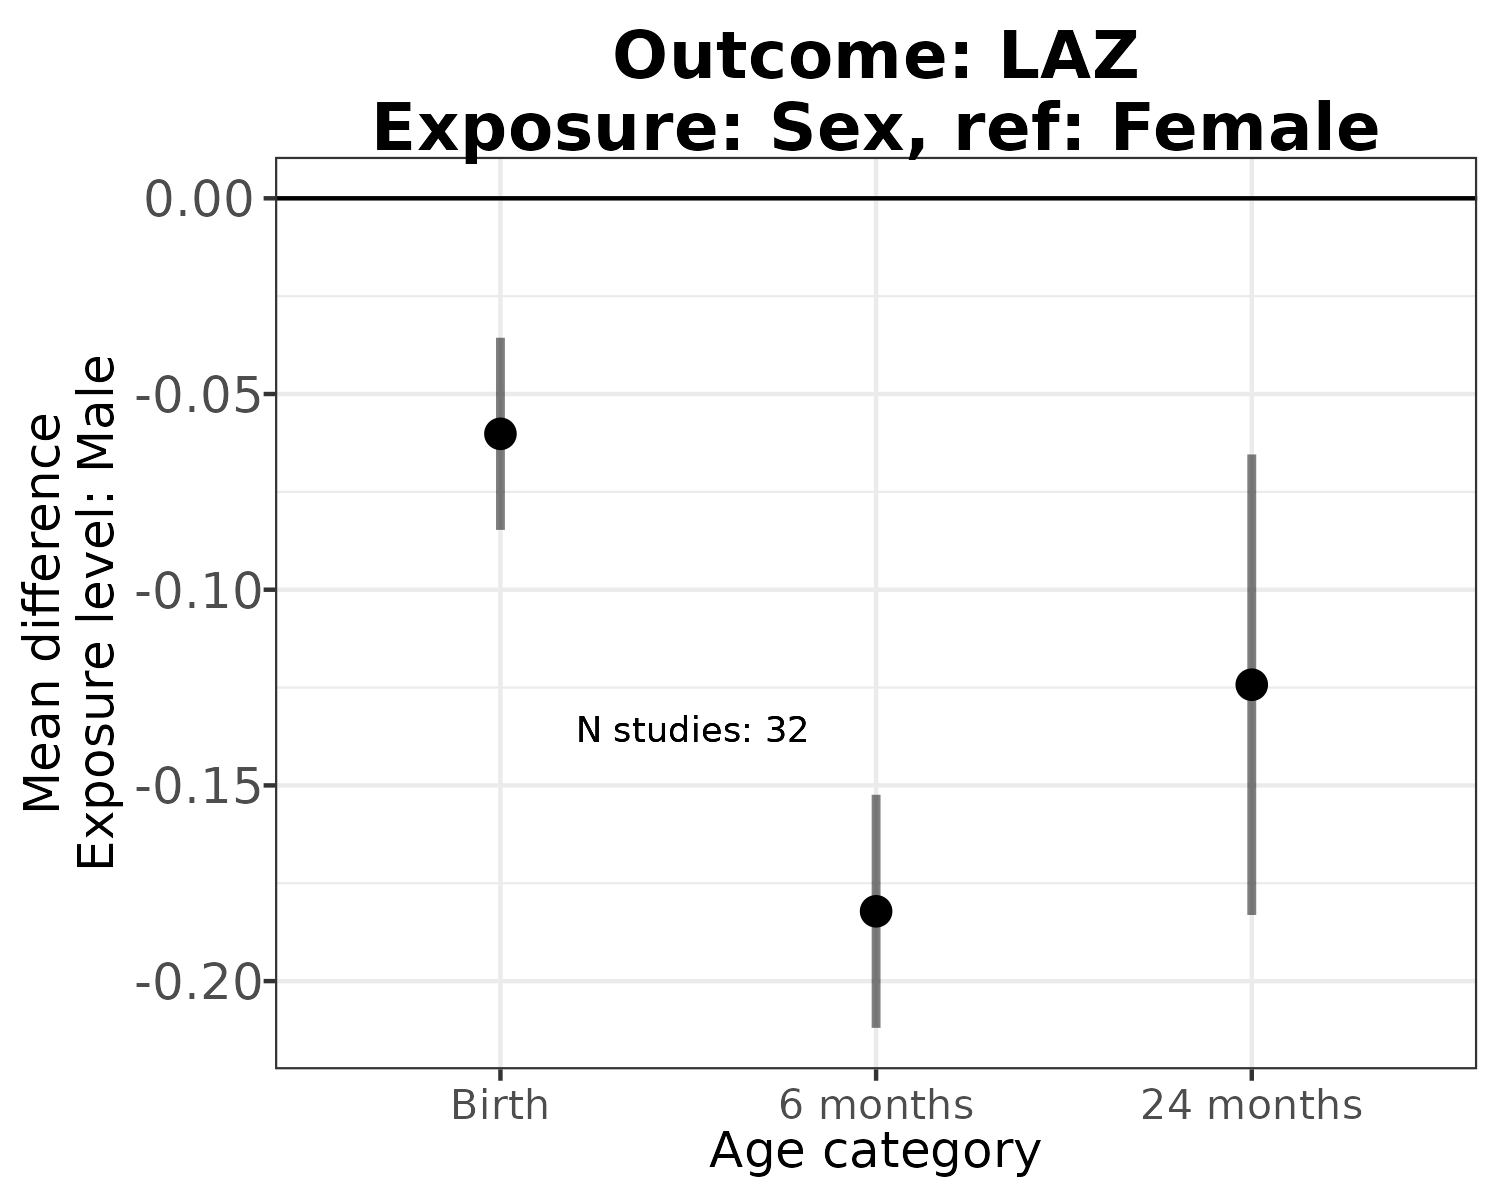 Outcome: LAZ
Exposure: Sex, ref: Female
Mean difference
Exposure level: Male
0.00
-0.05
-0.10
-0.15
-0.20
N studies: 32
Birth
6 months
24 months
Age category